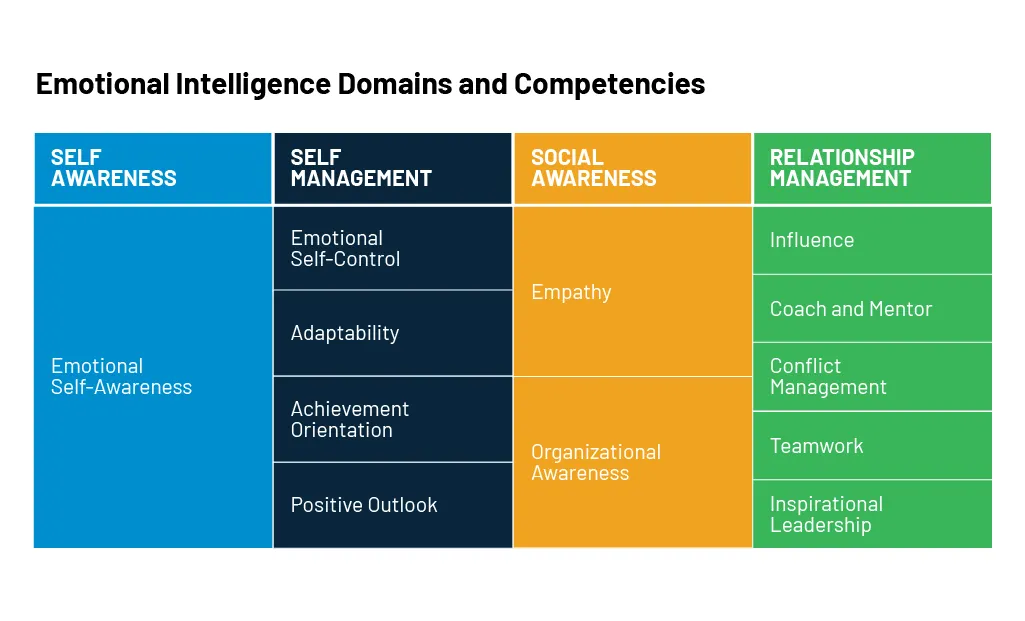 Emotional Intelligence Domains and Competencies
SELF
AWARENESS
SELF
MANAGEMENT
SOCIAL
AWARENESS
RELATIONSHIP
MANAGEMENT
Emotional
Self-Awareness
Emotional
Self-Control
Adaptability
Achievement
Orientation
Positive Outlook
Empathy
Organizational
Awareness
Influence
Coach and Mentor
Conflict
Management
Teamwork
Inspirational
Leadership